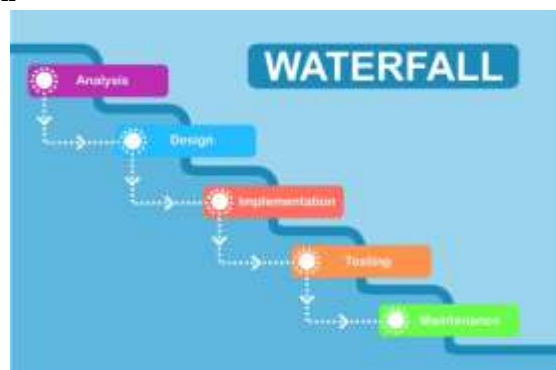 WATERFALL
Analysis
Design
Implementation
Testing
Maintenance